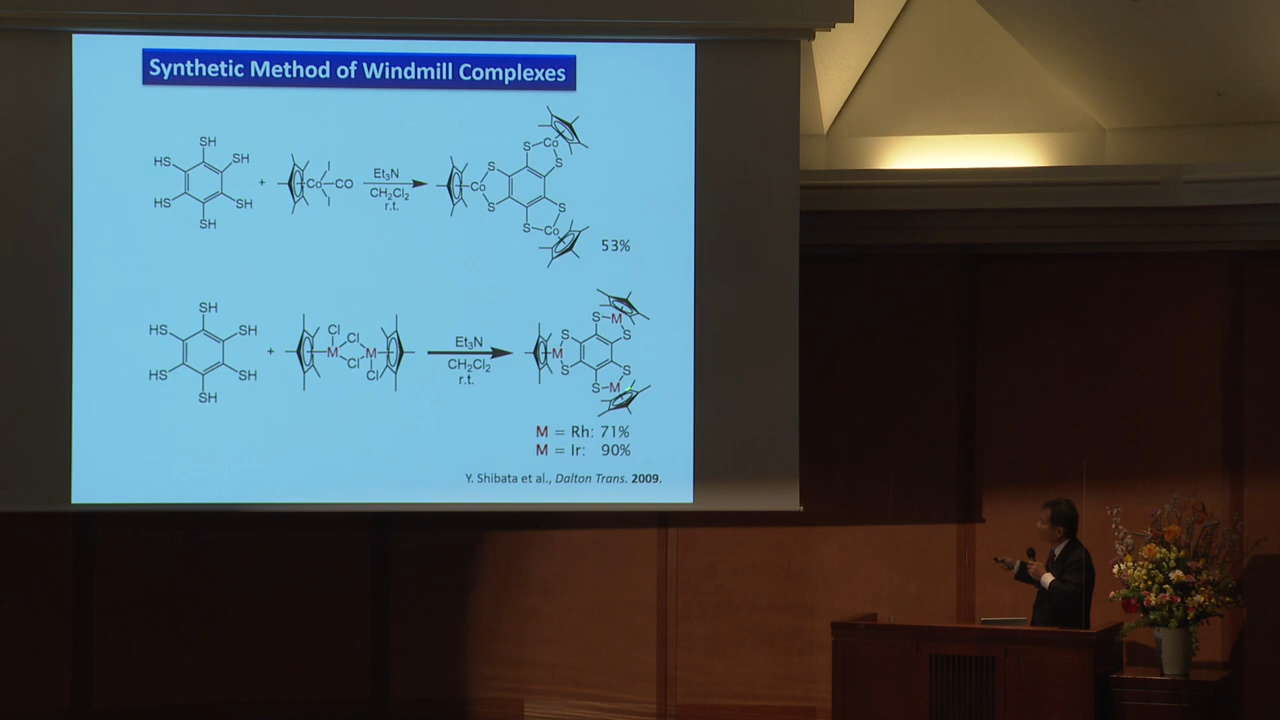 Synthetic Method of Windmill Complexes
SH
HS
SH
HS
SH
SH
+
Co
I
CO
I
Et3N
CH2Cl2
r.t.
Co
S
S
S
Co
S
S
S
Co
53%
SH
HS
SH
HS
SH
SH
+
Cl
M
Cl
Cl
M
Cl
Et3N
CH2Cl2
r.t.
S
M
S
S
M
S
S
S
M
M = Rh: 71%
M = Ir: 90%
Y. Shibata et al., Dalton Trans. 2009.